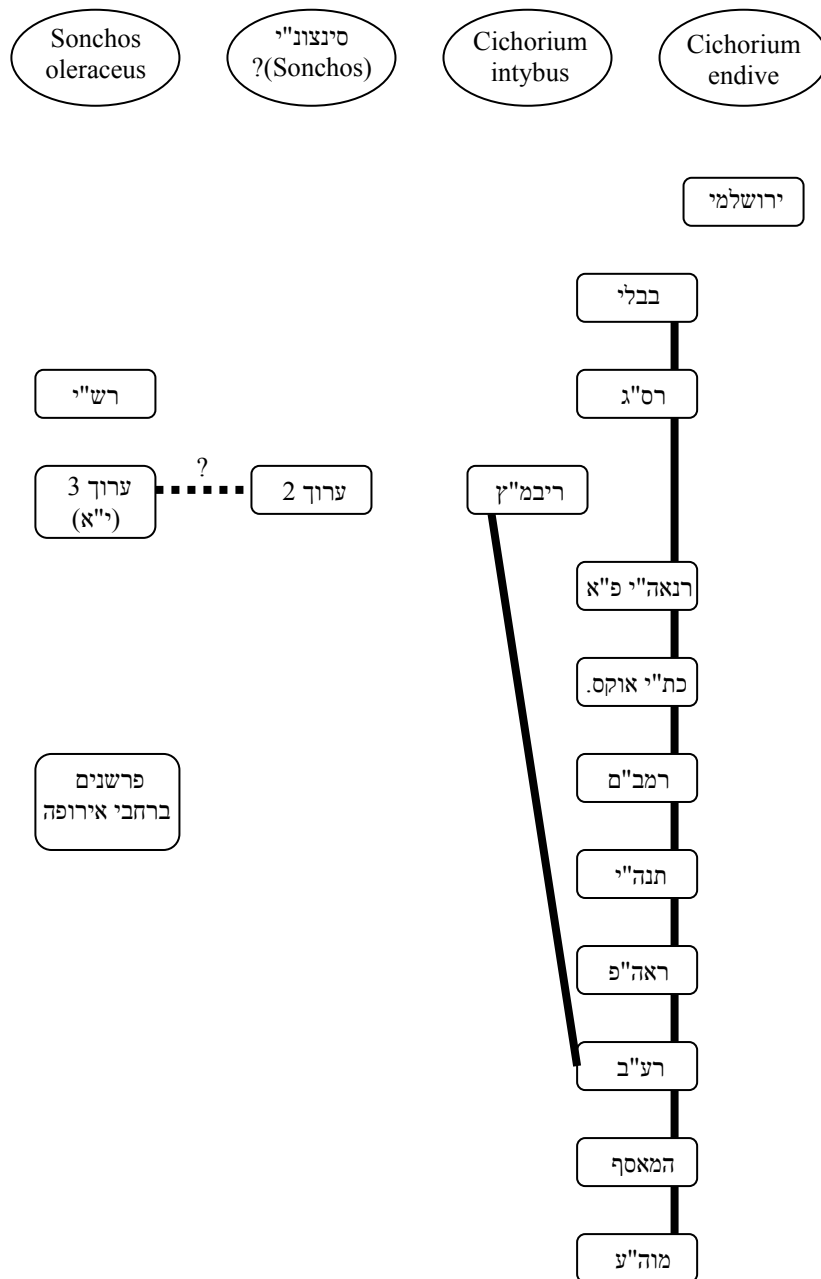 Sonchos
oleraceus
סינצונ"י
?(Sonchos)
Cichorium
intybus
Cichorium
endive
ירושלמי
בבלי
רש"י
רס"ג
ערוך 3
(י"א)
?
ערוך 2
ריבמ"ץ
רנאה"י פ"א
כת"י אוקס.
פרשנים
ברחבי אירופה
רמב"ם
תנה"י
ראה"פ
רע"ב
המאסף
מוה"ע